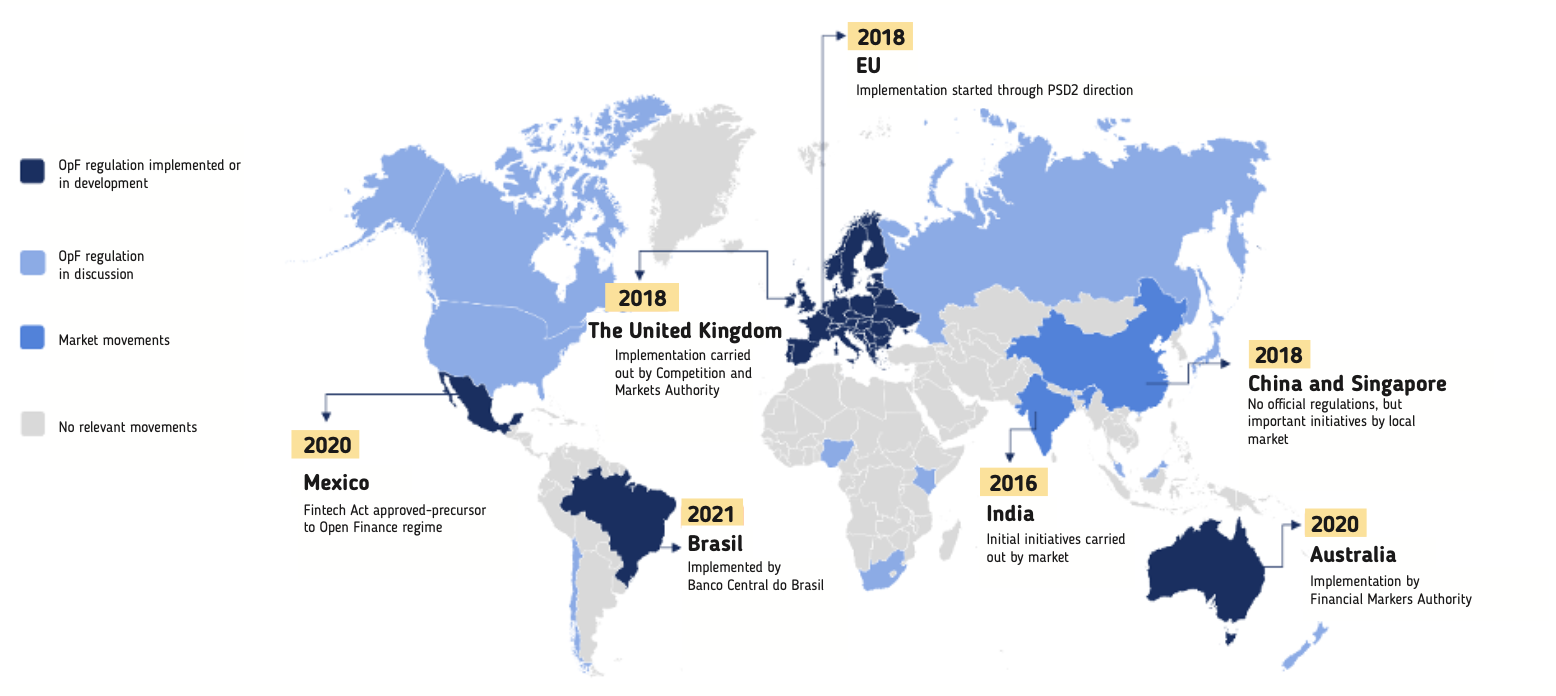 2018
EU
Implementation started through PSD2 direction
OpF regulation implemented or
in development
OpF regulation
in discussion
Market movements
No relevant movements
2018
The United Kingdom
Implementation carried
out by Competition and
Markets Authority
2018
China and Singapore
No official regulations, but
important initiatives by local
market
2020
Mexico
Fintech Act approved-precursor
to Open Finance regime
2021
Brasil
Implemented by
Banco Central do Brasil
2016
India
Initial initiatives carried
out by market
2020
Australia
Implementation by
Financial Markers Authority